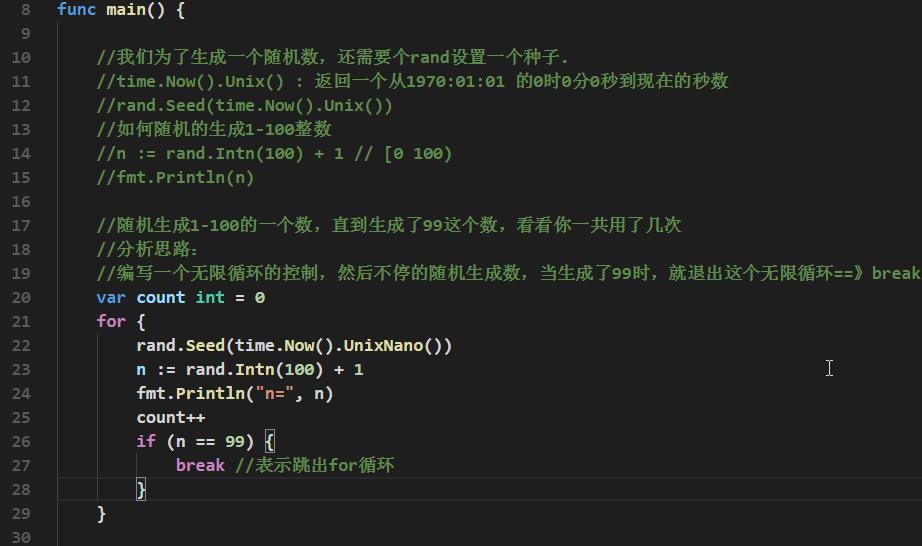 8 func main() {
9
10 //我们为了生成一个随机数，还需要个rand设置一个种子.
11 //time.Now().Unix() : 返回一个从1970:01:01 的0时0分0秒到现在的秒数
12 //rand.Seed(time.Now().Unix())
13 //如何随机的生成1-100整数
14 //n := rand.Intn(100) + 1 // [0 100)
15 //fmt.Println(n)
16
17 //随机生成1-100的一个数，直到生成了99这个数，看看你一共用了几次
18 //分析思路：
19 //编写一个无限循环的控制，然后不停的随机生成数，当生成了99时，就退出这个无限循环==》break
20 var count int = 0
21 for {
22 rand.Seed(time.Now().UnixNano())
23 n := rand.Intn(100) + 1
24 fmt.Println("n=", n)
25 count++
26 if (n == 99) {
27 break //表示跳出for循环
28 }
29 }
30